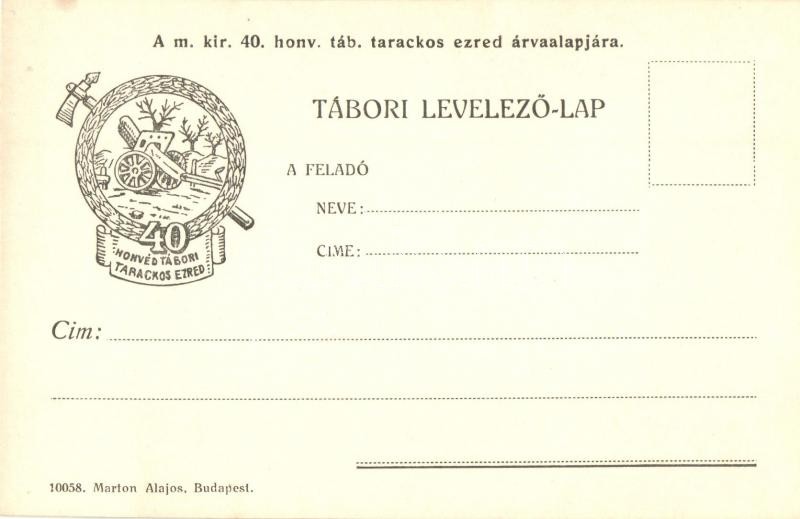 A m. kir. 40. honv. táb. tarackos ezred árvaalapjára.
TÁBORI LEVELEZŐ-LAP
A FELADÓ
NEVE:
CIME:
40
HONVÉD TÁBORI
TARACKOS EZRED
Cim:
10058. Marton Alajos, Budapest.